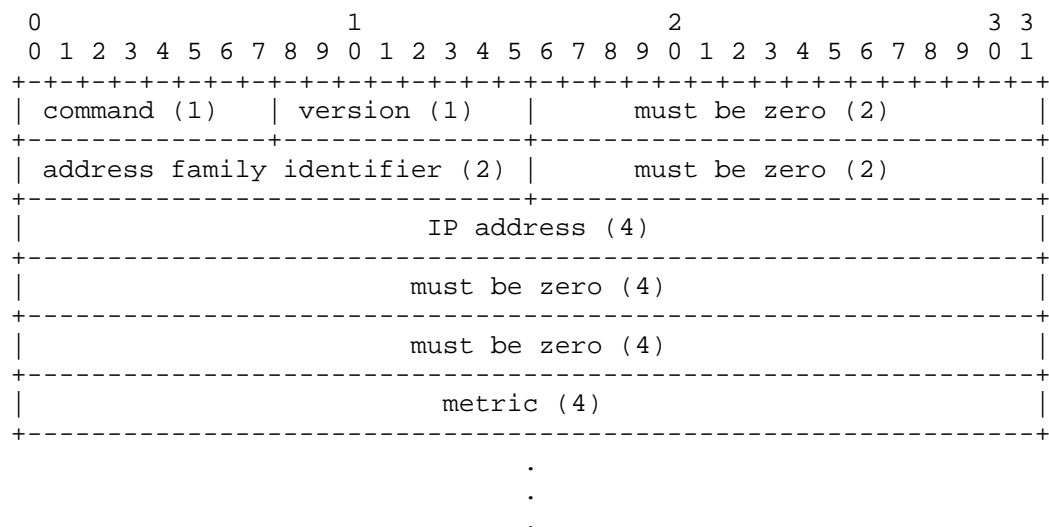 0                   1                   2                   3 3
0 1 2 3 4 5 6 7 8 9 0 1 2 3 4 5 6 7 8 9 0 1 2 3 4 5 6 7 8 9 0 1
+-+-+-+-+-+-+-+-+-+-+-+-+-+-+-+-+-+-+-+-+-+-+-+-+-+-+-+-+-+-+-+-+
| command (1)   | version (1)   |      must be zero (2)         |
+---------------+---------------+-------------------------------+
| address family identifier (2) |      must be zero (2)         |
+-------------------------------+-------------------------------+
|                         IP address (4)                        |
+---------------------------------------------------------------+
|                        must be zero (4)                       |
+---------------------------------------------------------------+
|                        must be zero (4)                       |
+---------------------------------------------------------------+
|                          metric (4)                           |
+---------------------------------------------------------------+
.
.
.